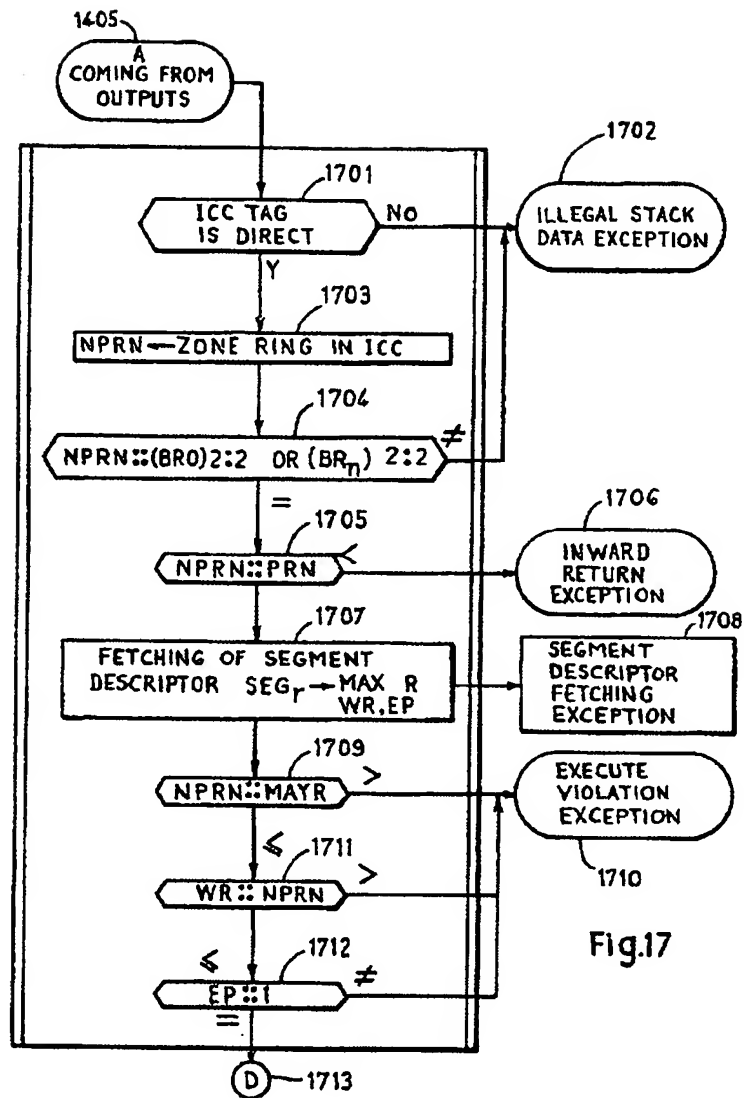 1405
A
COMING FROM
OUTPUTS
1702
1701
ICC TAG
IS DIRECT
No
ILLEGAL STACK
DATA EXCEPTION
Y
1703
NPRN ← ZONE RING IN ICC
1704
≠
NPRN::(BRO)2:2 OR (BRn) 2:2
=
1705
1706
<
NPRN::PRN
INWARD
RETURN
EXCEPTION
1707
1708
FETCHING OF SEGMENT
DESCRIPTOR SEGr → MAX R
WR,EP
SEGMENT
DESCRIPTOR
FETCHING
EXCEPTION
1709
NPRN::MAYR
>
EXECUTE
VIOLATION
EXCEPTION
≤
1711
1710
WR::NPRN
>
Fig.17
≤
1712
≠
EP::1
=
D
1713